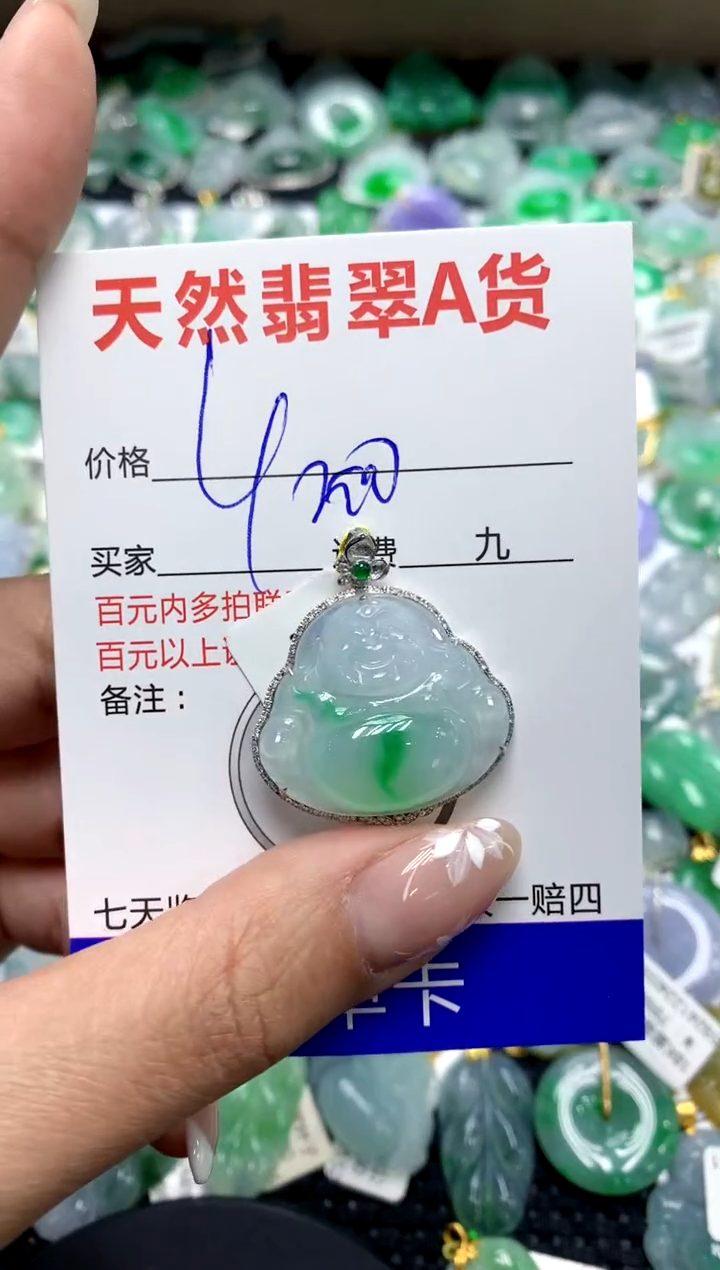 天然翡翠A货
价格
买家 费 九
百元内多拍联
百元以上
备注：
七天 一赔四
卡